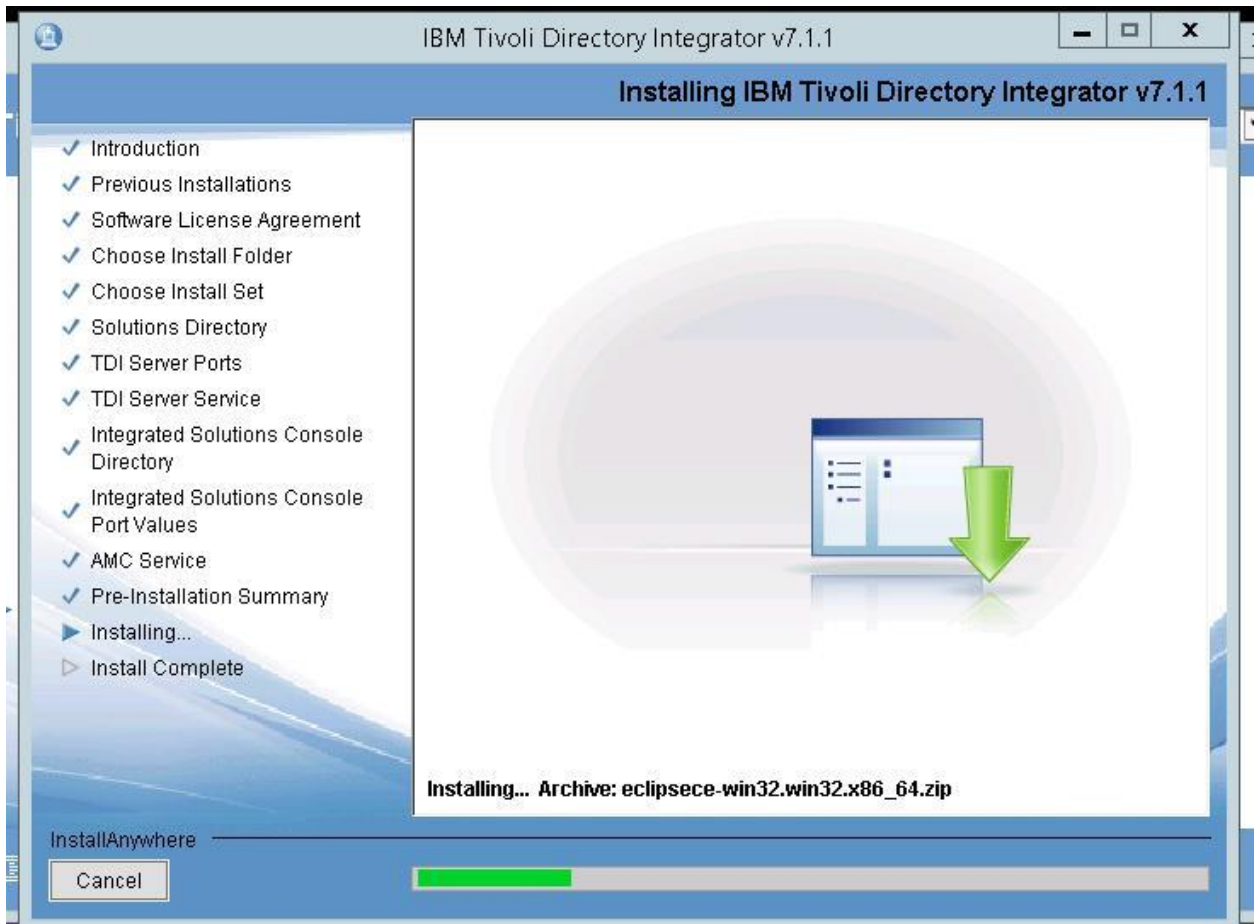 IBM Tivoli Directory Integrator v7.1.1
Installing IBM Tivoli Directory Integrator v7.1.1
Introduction
Previous Installations
Software License Agreement
Choose Install Folder
Choose Install Set
Solutions Directory
TDI Server Ports
TDI Server Service
Integrated Solutions Console
Directory
Integrated Solutions Console
Port Values
AMC Service
Pre-Installation Summary
Installing...
Install Complete
Installing... Archive: eclipsece-win32.win32.x86_64.zip
InstallAnywhere
Cancel